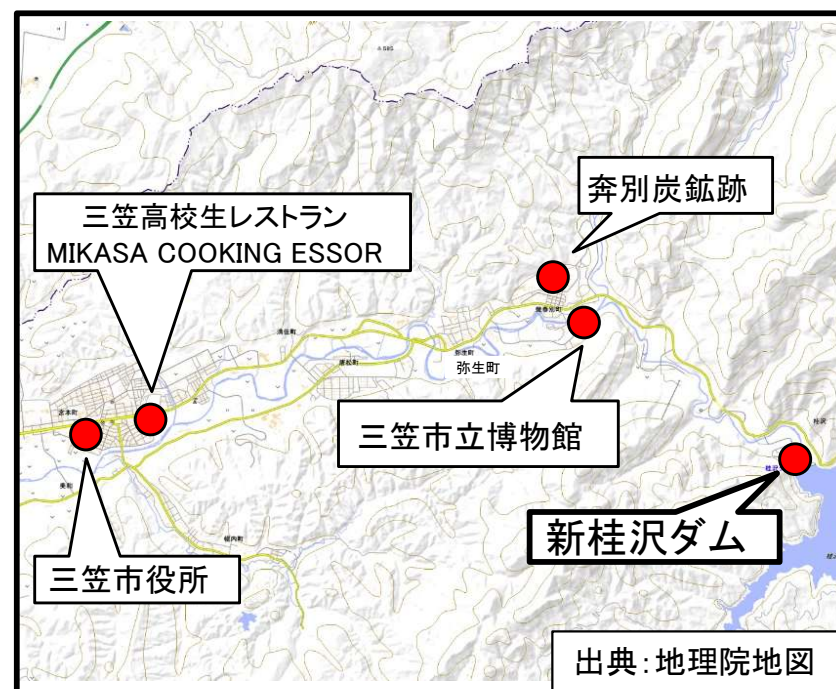 奔別炭鉱跡
三笠高校生レストラン
MIKASA COOKING ESSOR
弥生町
三笠市立博物館
新桂沢ダム
三笠市役所
出典：地理院地図